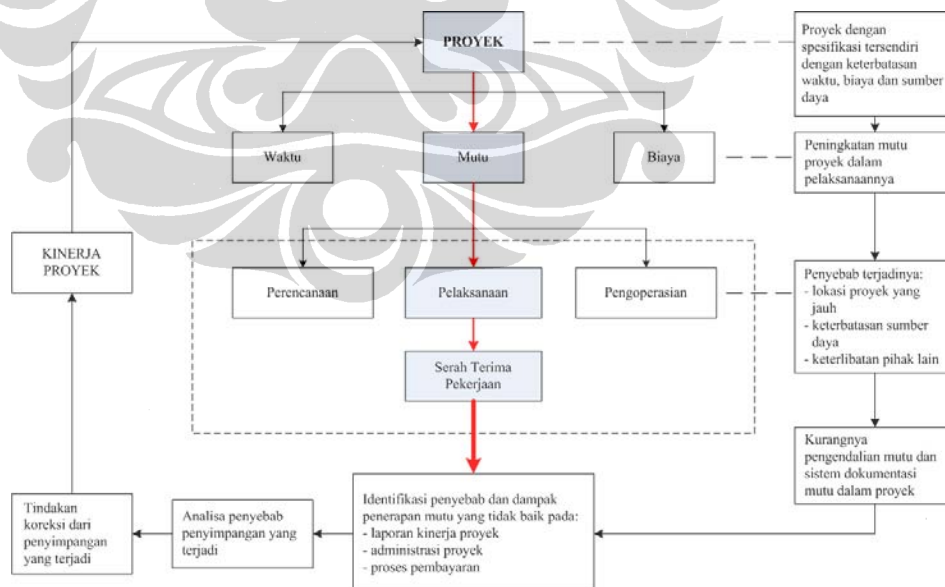 PROYEK
Proyek dengan
spesifikasi tersendiri
dengan keterbatasan
waktu, biaya dan sumber
daya
Waktu
Mutu
Biaya
Peningkatan mutu
proyek dalam
pelaksanaannya
KINERJA
PROYEK
Perencanaan
Pelaksanaan
Pengoperasian
Penyebab terjadinya:
- lokasi proyek yang
jauh
- keterbatasan sumber
daya
- keterlibatan pihak lain
Serah Terima
Pekerjaan
Kurangnya
pengendalian mutu dan
sistem dokumentasi
mutu dalam proyek
Tindakan
koreksi dari
penyimpangan
yang terjadi
Analisa penyebab
penyimpangan yang
terjadi
Identifikasi penyebab dan dampak
penerapan mutu yang tidak baik pada:
- laporan kinerja proyek
- administrasi proyek
- proses pembayaran